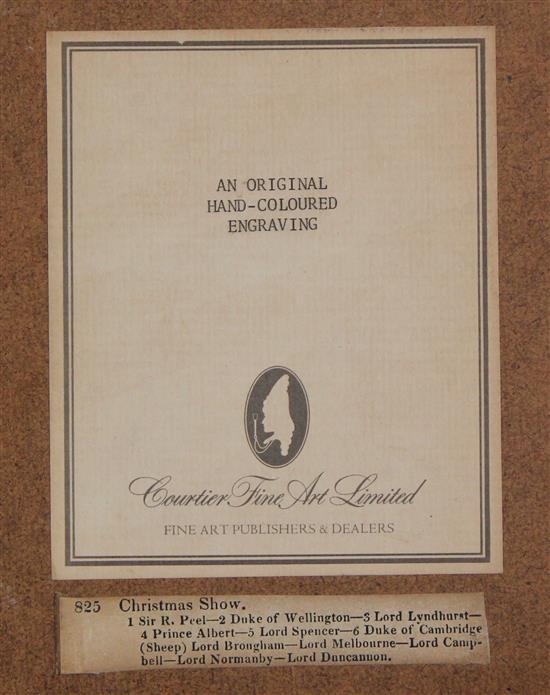 AN ORIGINAL
HAND-COLOURED
ENGRAVING
Courtier Fine Art Limited
FINE ART PUBLISHERS & DEALERS
825 Christmas Show.
1 Sir R. Peel—2 Duke of Wellington—3 Lord Lyndhurst—
4 Prince Albert—5 Lord Spencer—6 Duke of Cambridge
(Sheep) Lord Brongham—Lord Melbourne—Lord Camp-
bell—Lord Normanby—Lord Duncannon.